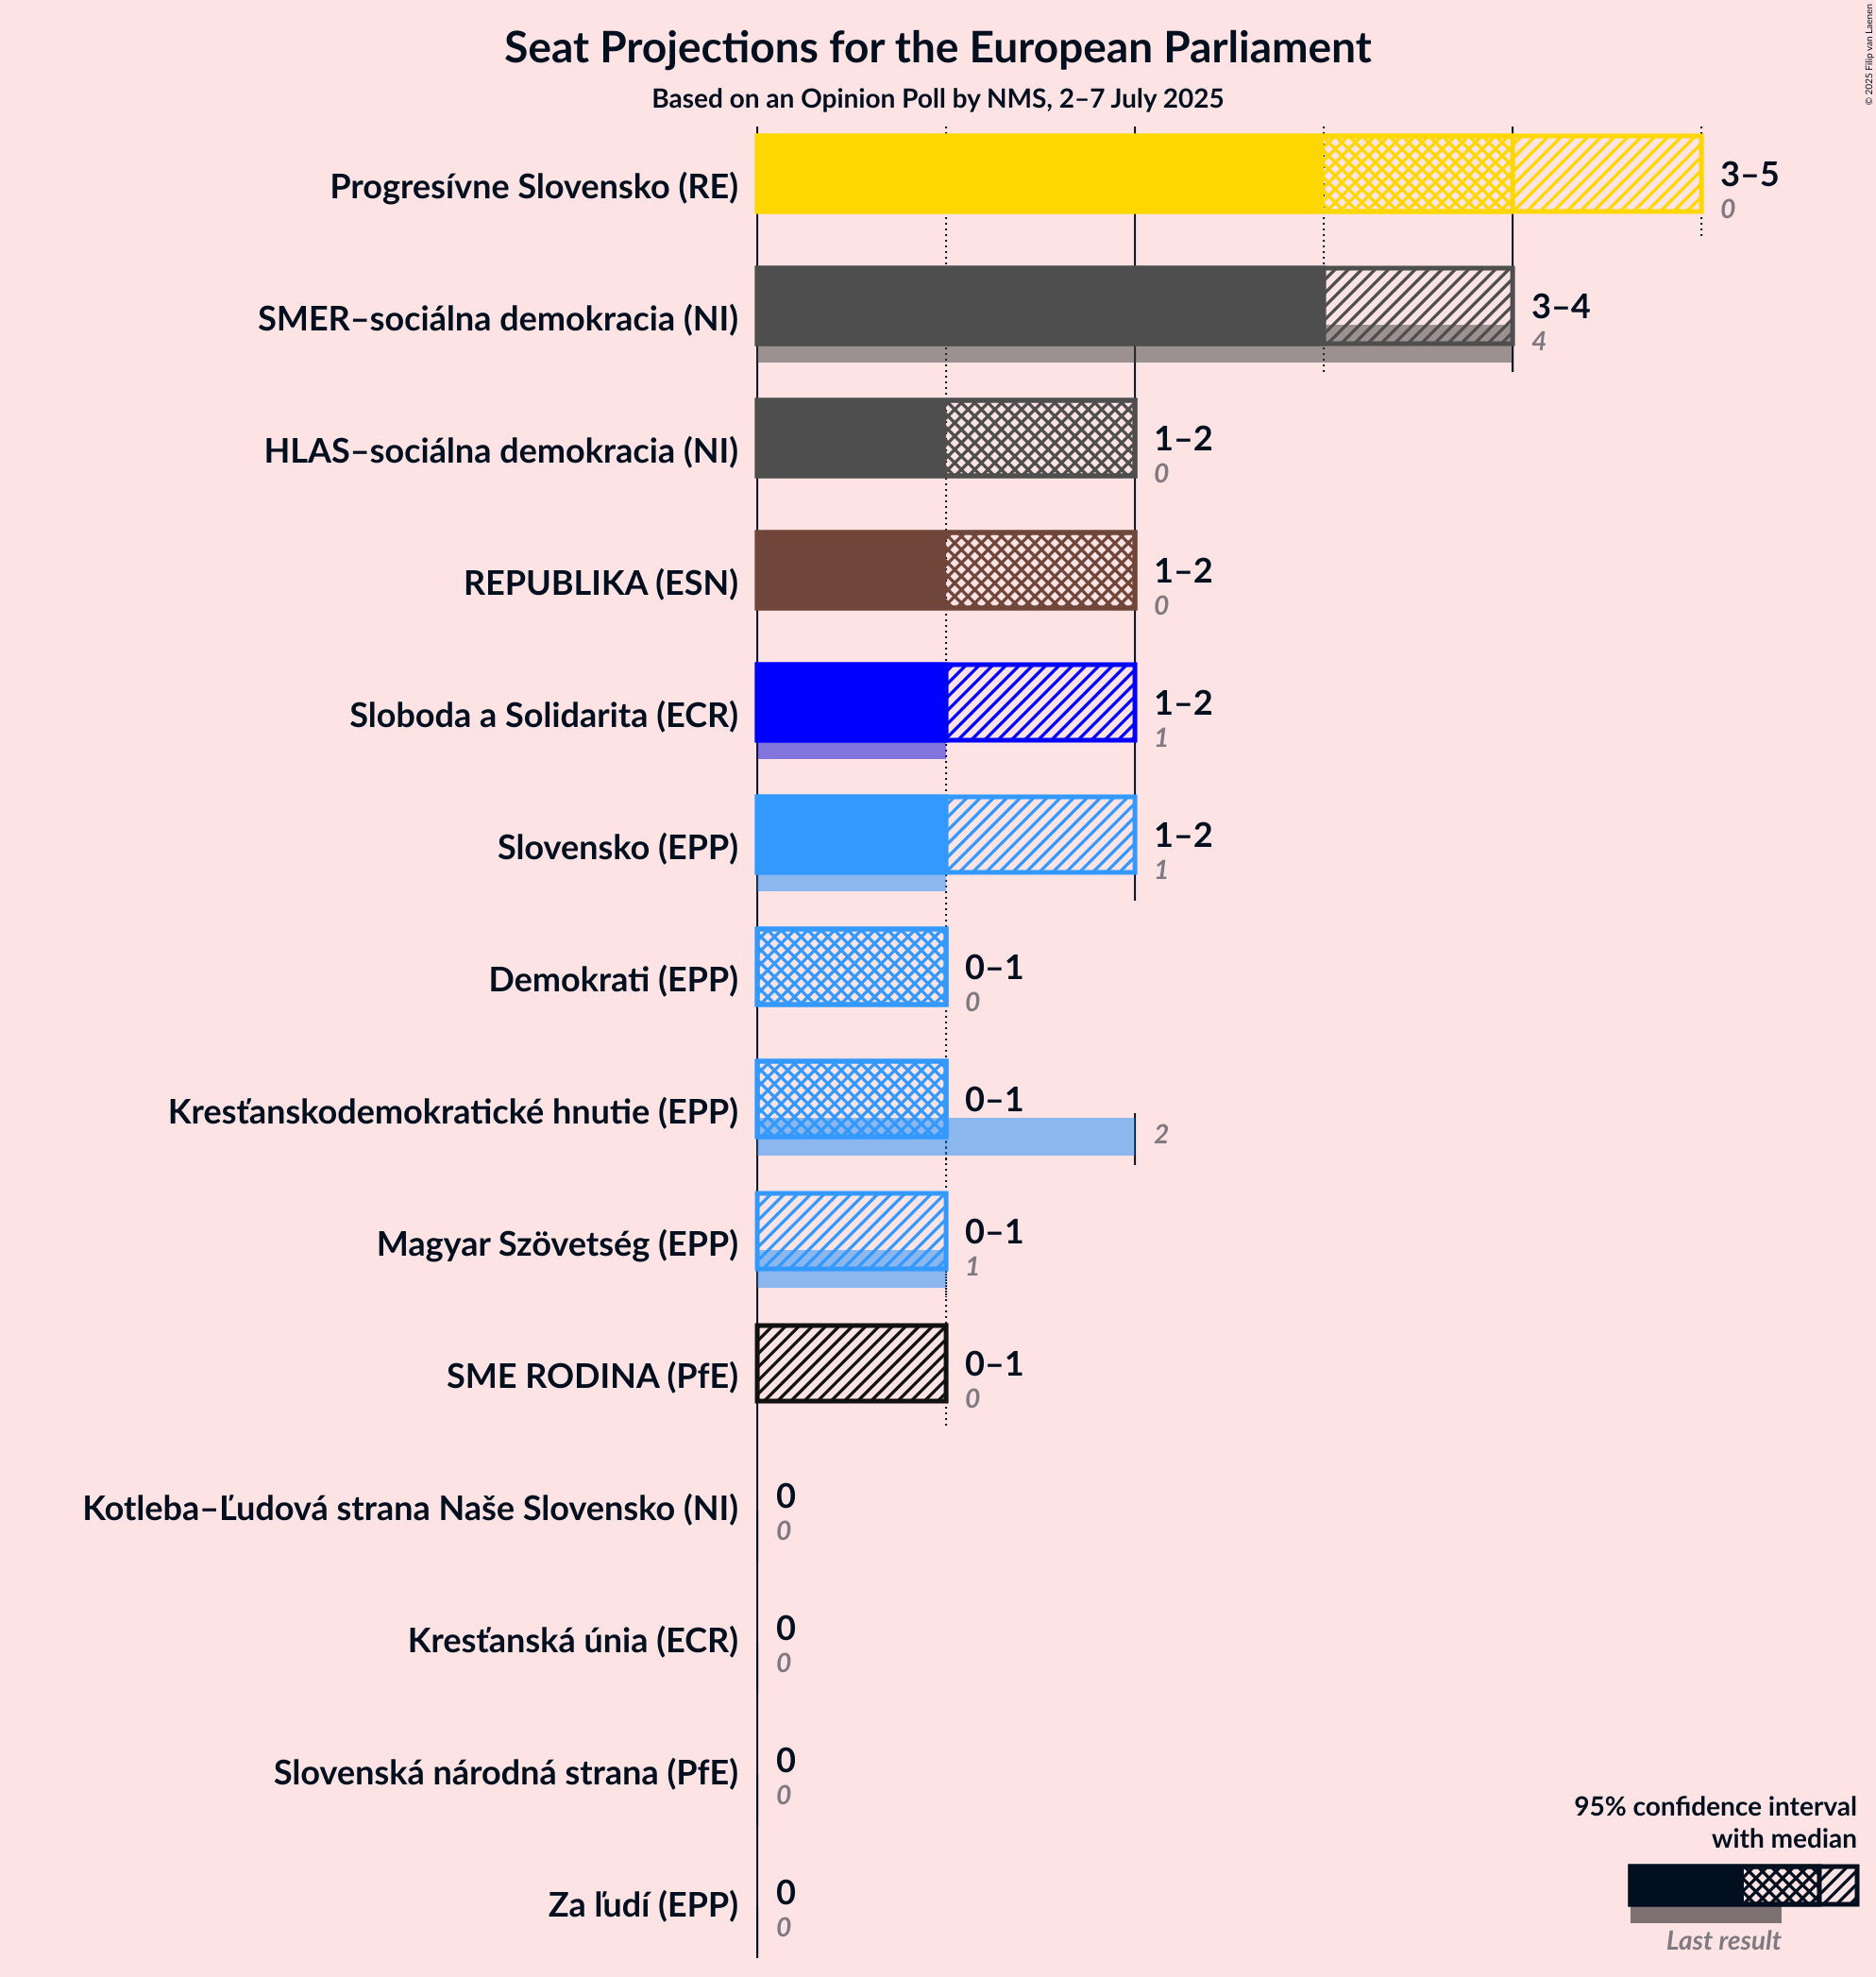 Seat Projections for the European Parliament
Based on an Opinion Poll by NMS, 2–7 July 2025
© 2025 Filip van Laenen
Progresívne Slovensko (RE)
3–5
0
SMER–sociálna demokracia (NI)
3–4
4
HLAS–sociálna demokracia (NI)
1–2
0
REPUBLIKA (ESN)
1–2
0
Sloboda a Solidarita (ECR)
1–2
1
Slovensko (EPP)
1–2
1
Demokrati (EPP)
0–1
0
Kresťanskodemokratické hnutie (EPP)
0–1
2
Magyar Szövetség (EPP)
0–1
1
SME RODINA (PfE)
0–1
0
Kotleba–Ľudová strana Naše Slovensko (NI)
0
0
Kresťanská únia (ECR)
0
0
Slovenská národná strana (PfE)
0
0
Za ľudí (EPP)
0
0
95% confidence interval
with median
Last result